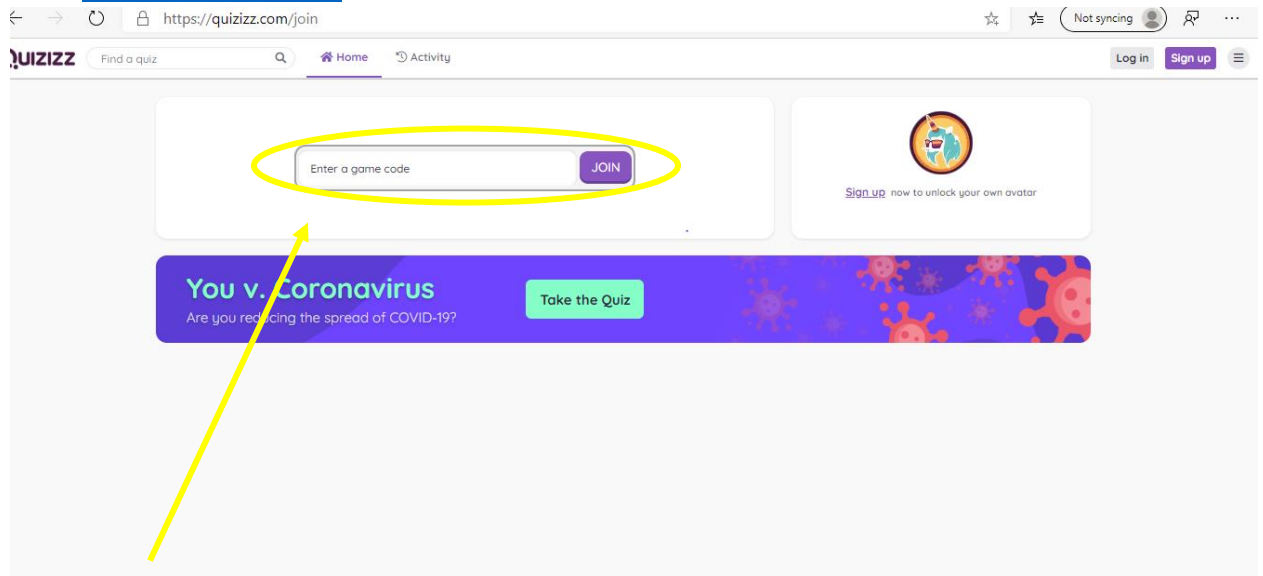 https://quizizz.com/join
Not syncing
QUIZIZZ
Find a quiz
Home
Activity
Log in
Sign up
Enter a game code
JOIN
Sign up now to unlock your own avatar
You v. Coronavirus
Are you reducing the spread of COVID-19?
Take the Quiz